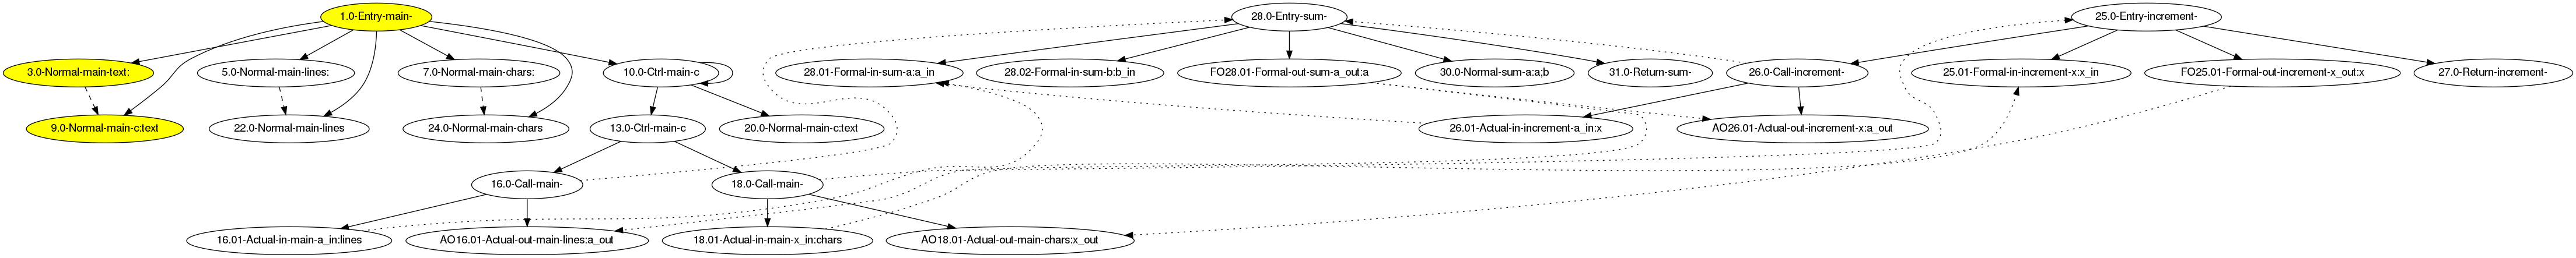 1.0-Entry-main-
28.0-Entry-sum-
25.0-Entry-increment-
3.0-Normal-main-text:
5.0-Normal-main-lines:
7.0-Normal-main-chars:
10.0-Ctrl-main-c
28.01-Formal-in-sum-a:a_in
28.02-Formal-in-sum-b:b_in
FO28.01-Formal-out-sum-a_out:a
30.0-Normal-sum-a:a;b
31.0-Return-sum-
26.0-Call-increment-
25.01-Formal-in-increment-x:x_in
FO25.01-Formal-out-increment-x_out:x
27.0-Return-increment-
9.0-Normal-main-c:text
22.0-Normal-main-lines
24.0-Normal-main-chars
13.0-Ctrl-main-c
20.0-Normal-main-c:text
26.01-Actual-in-increment-a_in:x
AO26.01-Actual-out-increment-x:a_out
16.0-Call-main-
18.0-Call-main-
16.01-Actual-in-main-a_in:lines
AO16.01-Actual-out-main-lines:a_out
18.01-Actual-in-main-x_in:chars
AO18.01-Actual-out-main-chars:x_out